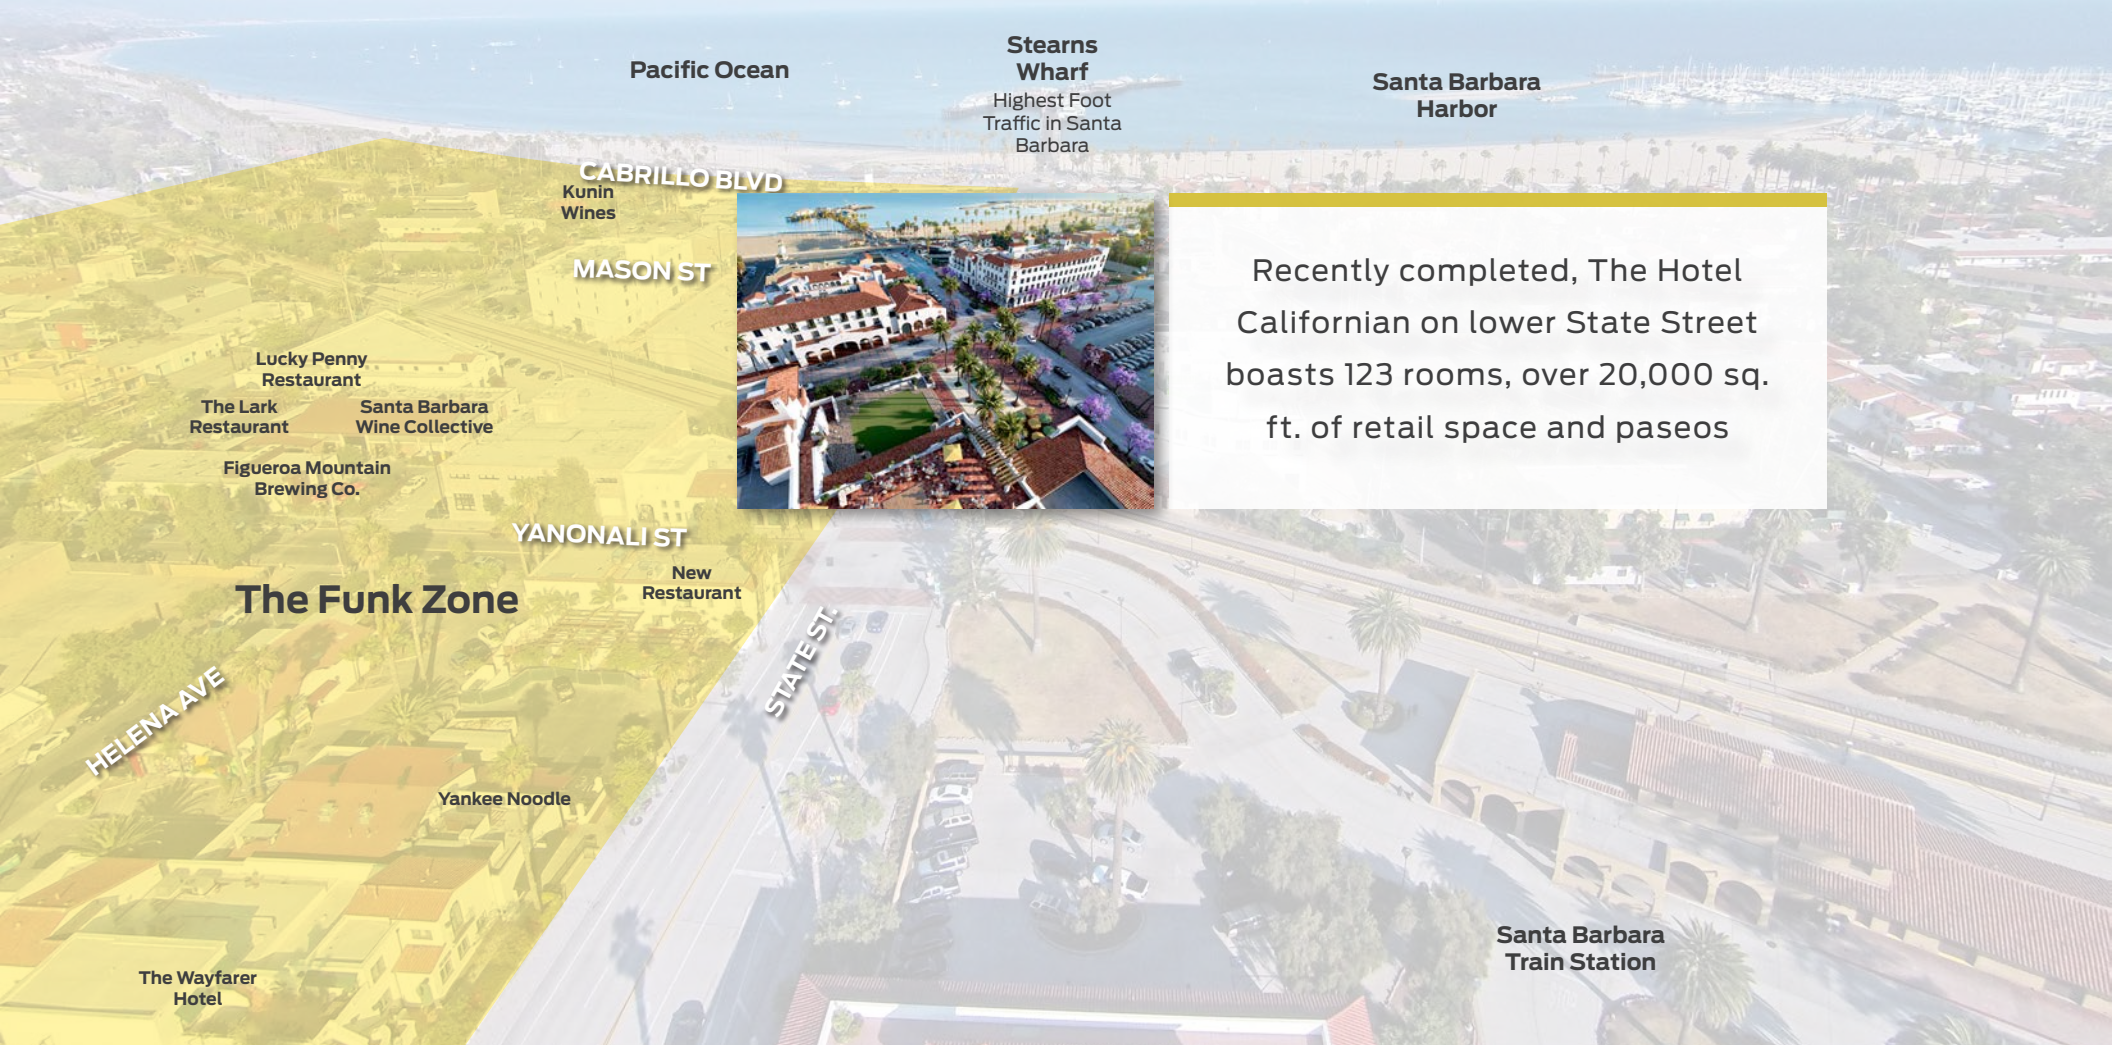 Pacific Ocean
Stearns
Wharf
Highest Foot
Traffic in Santa
Barbara
Santa Barbara
Harbor
CABRILLO BLVD
Kunin
Wines
MASON ST
Recently completed, The Hotel
Californian on lower State Street
boasts 123 rooms, over 20,000 sq.
ft. of retail space and paseos
Lucky Penny
Restaurant
The Lark
Restaurant
Santa Barbara
Wine Collective
Figueroa Mountain
Brewing Co.
YANONALI ST
New
Restaurant
The Funk Zone
STATE ST.
HELENA AVE
Yankee Noodle
Santa Barbara
Train Station
The Wayfarer
Hotel